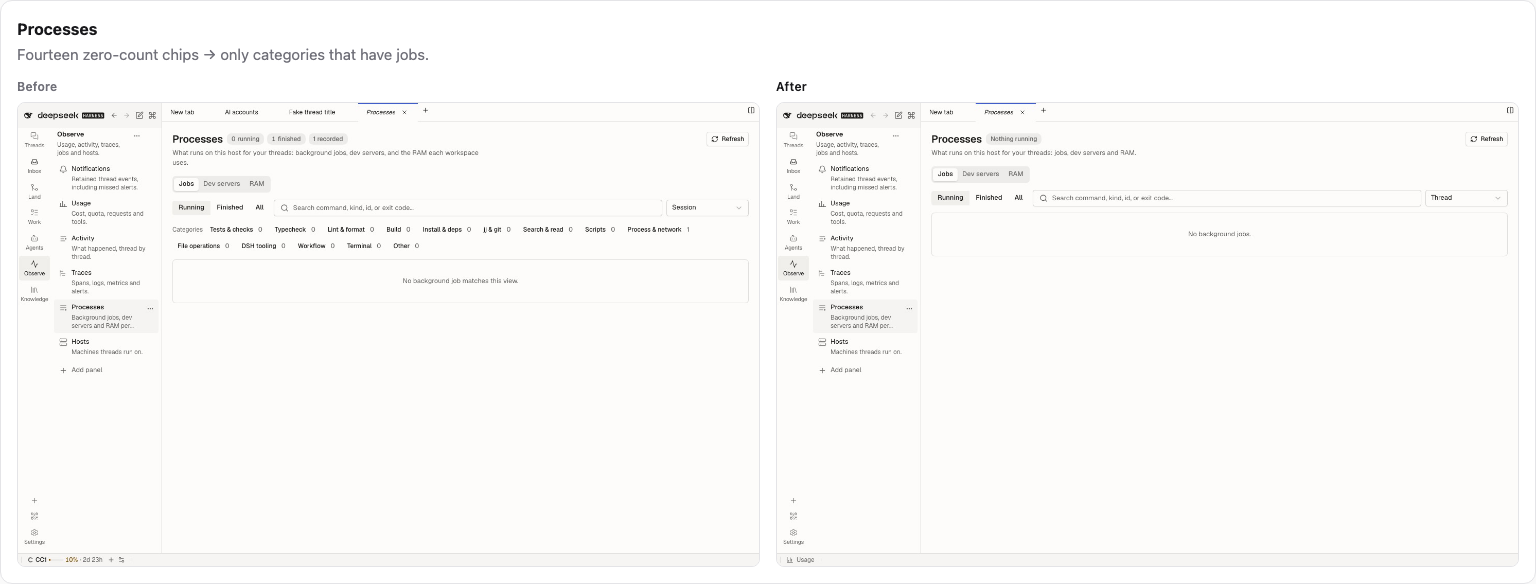 Processes
Fourteen zero-count chips → only categories that have jobs.
Before
deepseek HARNESS
Threads
Inbox
Land
Work
Agents
Observe
Knowledge
Settings
Observe
Usage, activity, traces,
jobs and hosts.
Notifications
Retained thread events,
including missed alerts.
Usage
Cost, quota, requests and
tools.
Activity
What happened, thread by
thread.
Traces
Spans, logs, metrics and
alerts.
Processes
Background jobs, dev
servers and RAM per...
Hosts
Machines threads run on.
Add panel
New tab AI accounts Fake thread title Processes × +
Processes 0 running 1 finished 1 recorded Refresh
What runs on this host for your threads: background jobs, dev servers, and the RAM each workspace
uses.
Jobs Dev servers RAM
Running Finished All Search command, kind, id, or exit code... Session
Categories Tests & checks 0 Typecheck 0 Lint & format 0 Build 0 Install & deps 0 jj & git 0 Search & read 0 Scripts 0 Process & network 1
File operations 0 DSH tooling 0 Workflow 0 Terminal 0 Other 0
No background job matches this view.
10% · 2d 23h
After
deepseek HARNESS
Threads
Inbox
Land
Work
Agents
Observe
Knowledge
Settings
Observe
Usage, activity, traces,
jobs and hosts.
Notifications
Retained thread events,
including missed alerts.
Usage
Cost, quota, requests and
tools.
Activity
What happened, thread by
thread.
Traces
Spans, logs, metrics and
alerts.
Processes
Background jobs, dev
servers and RAM per...
Hosts
Machines threads run on.
Add panel
New tab Processes × +
Processes Nothing running Refresh
What runs on this host for your threads: jobs, dev servers and RAM.
Jobs Dev servers RAM
Running Finished All Search command, kind, id, or exit code... Thread
No background jobs.
Usage